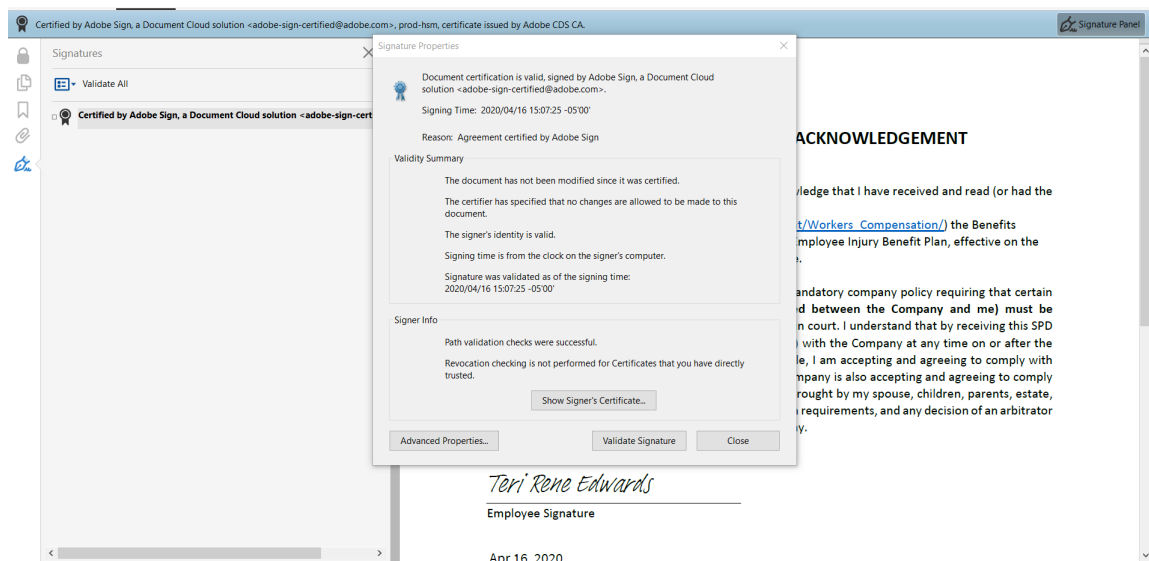 Certified by Adobe Sign, a Document Cloud solution <adobe-sign-certified@adobe.com>, prod-hsm, certificate issued by Adobe CDS CA.
Signature Panel
Signatures
Validate All
Certified by Adobe Sign, a Document Cloud solution <adobe-sign-cert
Signature Properties
Document certification is valid, signed by Adobe Sign, a Document Cloud
solution <adobe-sign-certified@adobe.com>.
Signing Time: 2020/04/16 15:07:25 -05'00'
Reason: Agreement certified by Adobe Sign
Validity Summary
The document has not been modified since it was certified.
The certifier has specified that no changes are allowed to be made to this
document.
The signer's identity is valid.
Signing time is from the clock on the signer's computer.
Signature was validated as of the signing time:
2020/04/16 15:07:25 -05'00'
Signer Info
Path validation checks were successful.
Revocation checking is not performed for Certificates that you have directly
trusted.
Show Signer's Certificate...
Advanced Properties...
Validate Signature
Close
ACKNOWLEDGEMENT
ledge that I have received and read (or had the
t/Workers_Compensation/) the Benefits
mployee Injury Benefit Plan, effective on the
andatory company policy requiring that certain
d between the Company and me) must be
n court. I understand that by receiving this SPD
) with the Company at any time on or after the
le, I am accepting and agreeing to comply with
mpany is also accepting and agreeing to comply
rought by my spouse, children, parents, estate,
requirements, and any decision of an arbitrator
y.
Teri Rene Edwards
Employee Signature
Apr 16, 2020